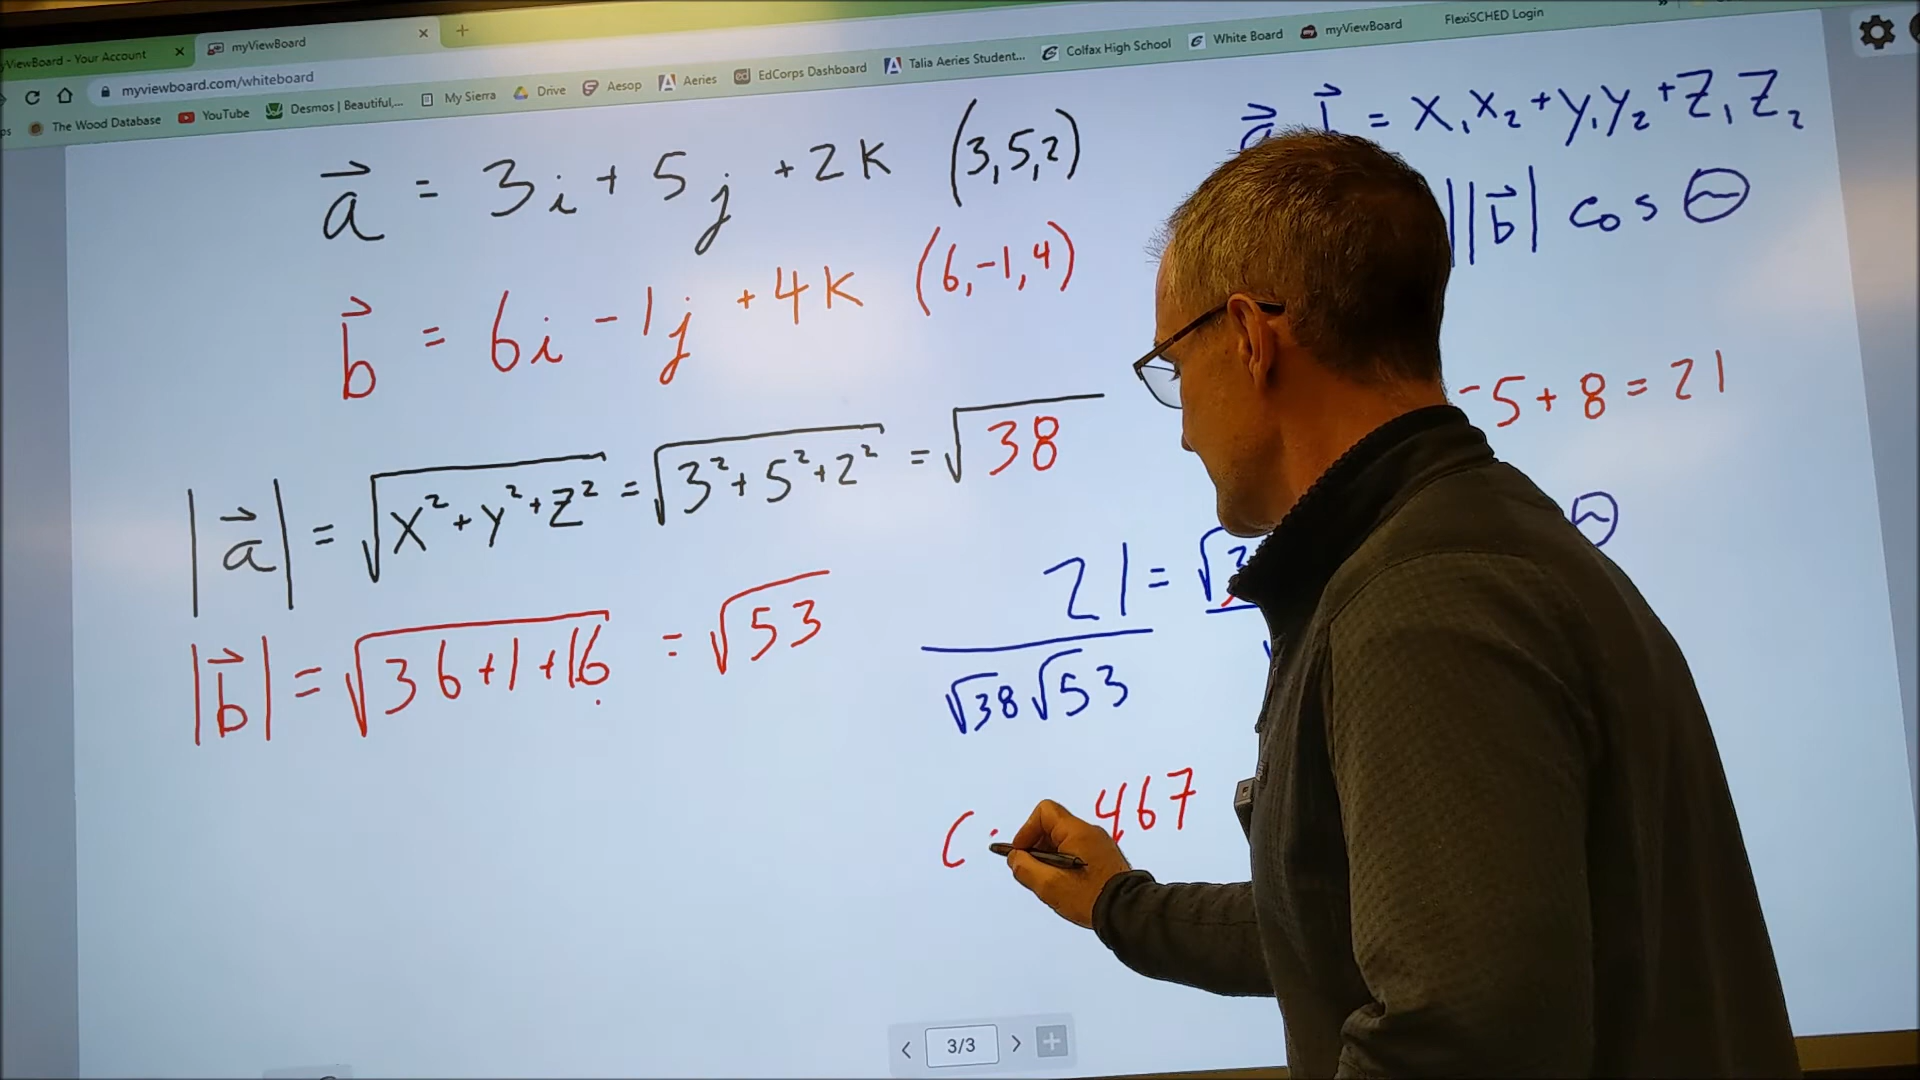 yViewBoard - Your Account
myViewBoard
myviewboard.com/whiteboard
The Wood Database YouTube Desmos | Beautiful,... My Sierra Drive Aesop Aeries EdCorps Dashboard Talia Aeries Student... Colfax High School White Board myViewBoard FlexiSCHED Login
a⃗ = 3i + 5j + 2k (3,5,2)
b⃗ = 6i - 1j + 4k (6,-1,4)
|a⃗| = √(x²+y²+z²) = √(3²+5²+2²) = √38
|b⃗| = √(36+1+16) = √53
= x₁x₂ + y₁y₂ + z₁z₂
||b⃗| cos Θ
-5 + 8 = 21
21 = √3 Θ
√38 √53
467
3/3